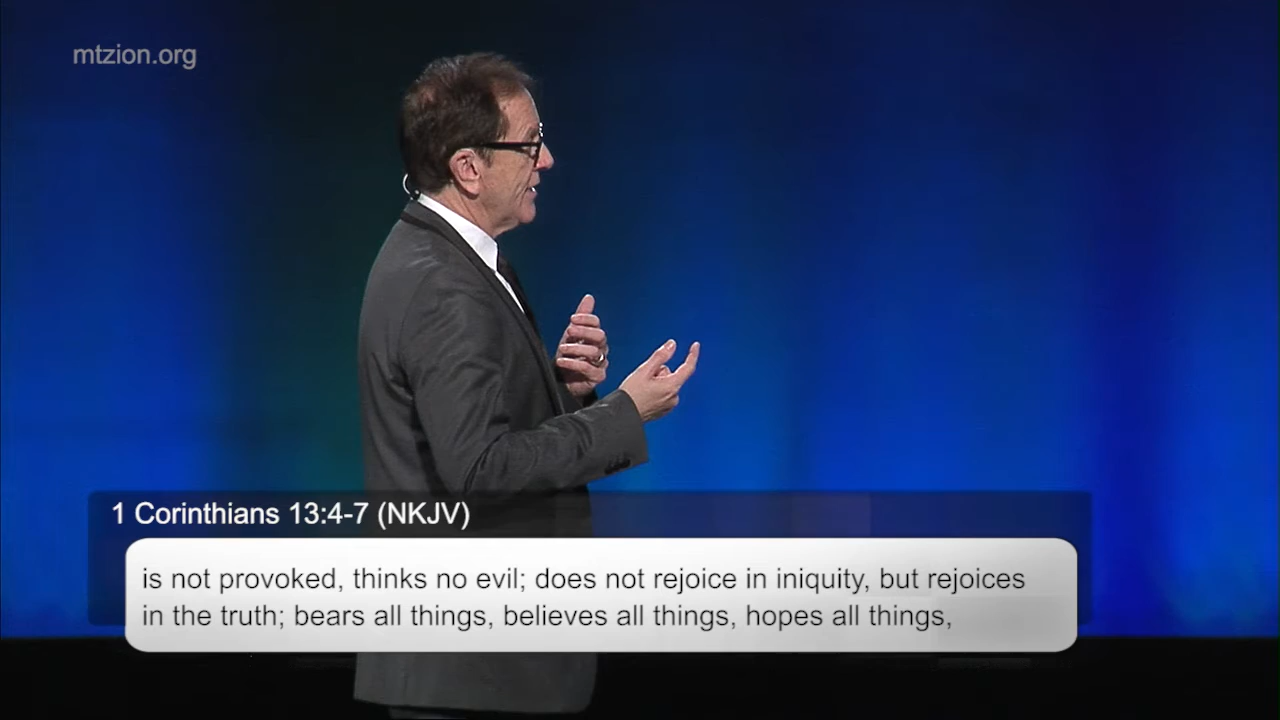 mtzion.org
1 Corinthians 13:4-7 (NKJV)
is not provoked, thinks no evil; does not rejoice in iniquity, but rejoices
in the truth; bears all things, believes all things, hopes all things,